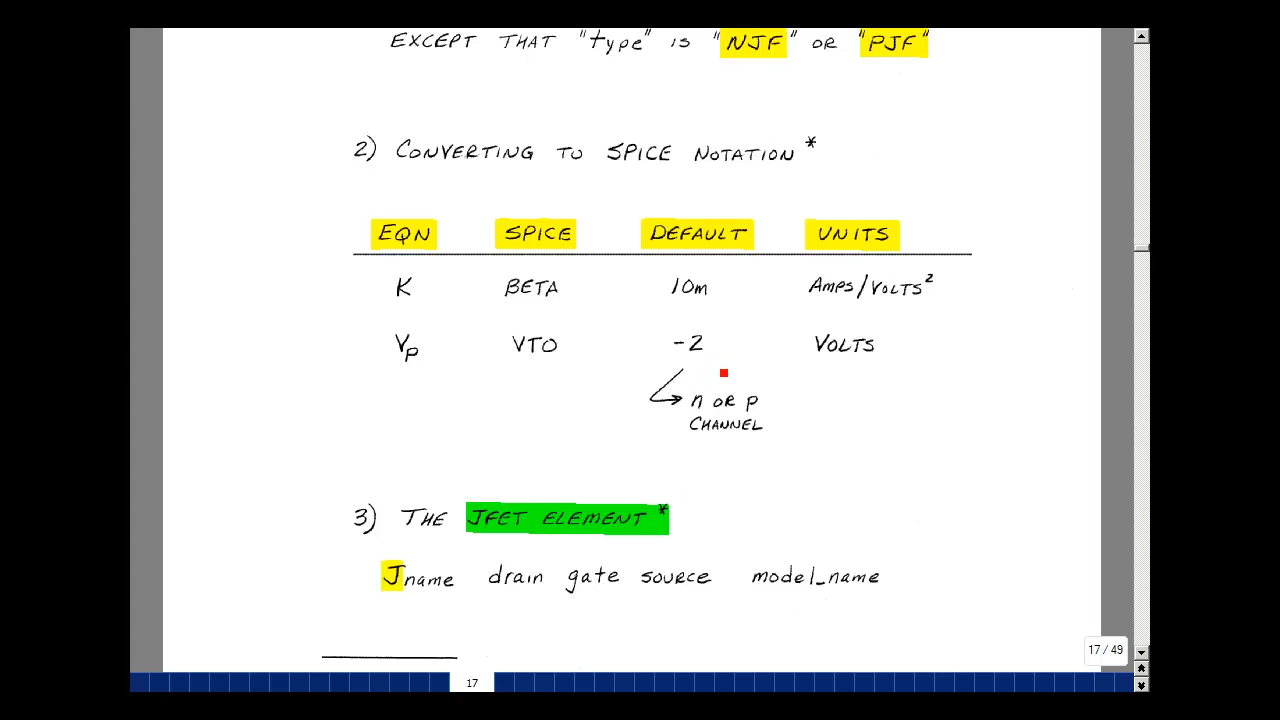 EXCEPT THAT "type" IS "NJF" OR "PJF"
2) CONVERTING TO SPICE NOTATION*
EQN SPICE DEFAULT UNITS
K BETA 10m AMPS/VOLTS²
Vp VTO -2 VOLTS
n OR p
CHANNEL
3) THE JFET ELEMENT*
Jname drain gate source model_name
17 / 49
17